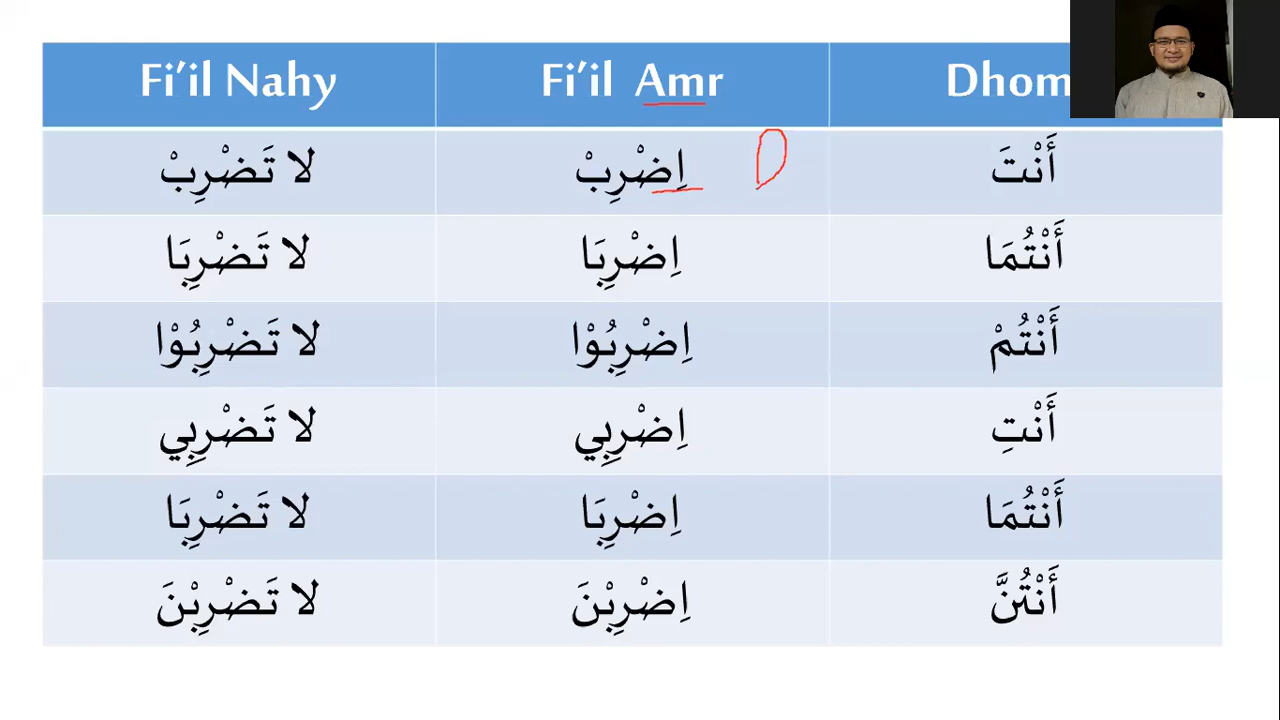 Fi'il Nahy Fi'il Amr Dhom
لا تَضْرِبْ اِضْرِبْ أَنْتَ
لا تَضْرِبَا اِضْرِبَا أَنْتُمَا
لا تَضْرِبُوْا اِضْرِبُوْا أَنْتُمْ
لا تَضْرِبِي اِضْرِبِي أَنْتِ
لا تَضْرِبَا اِضْرِبَا أَنْتُمَا
لا تَضْرِبْنَ اِضْرِبْنَ أَنْتُنَّ